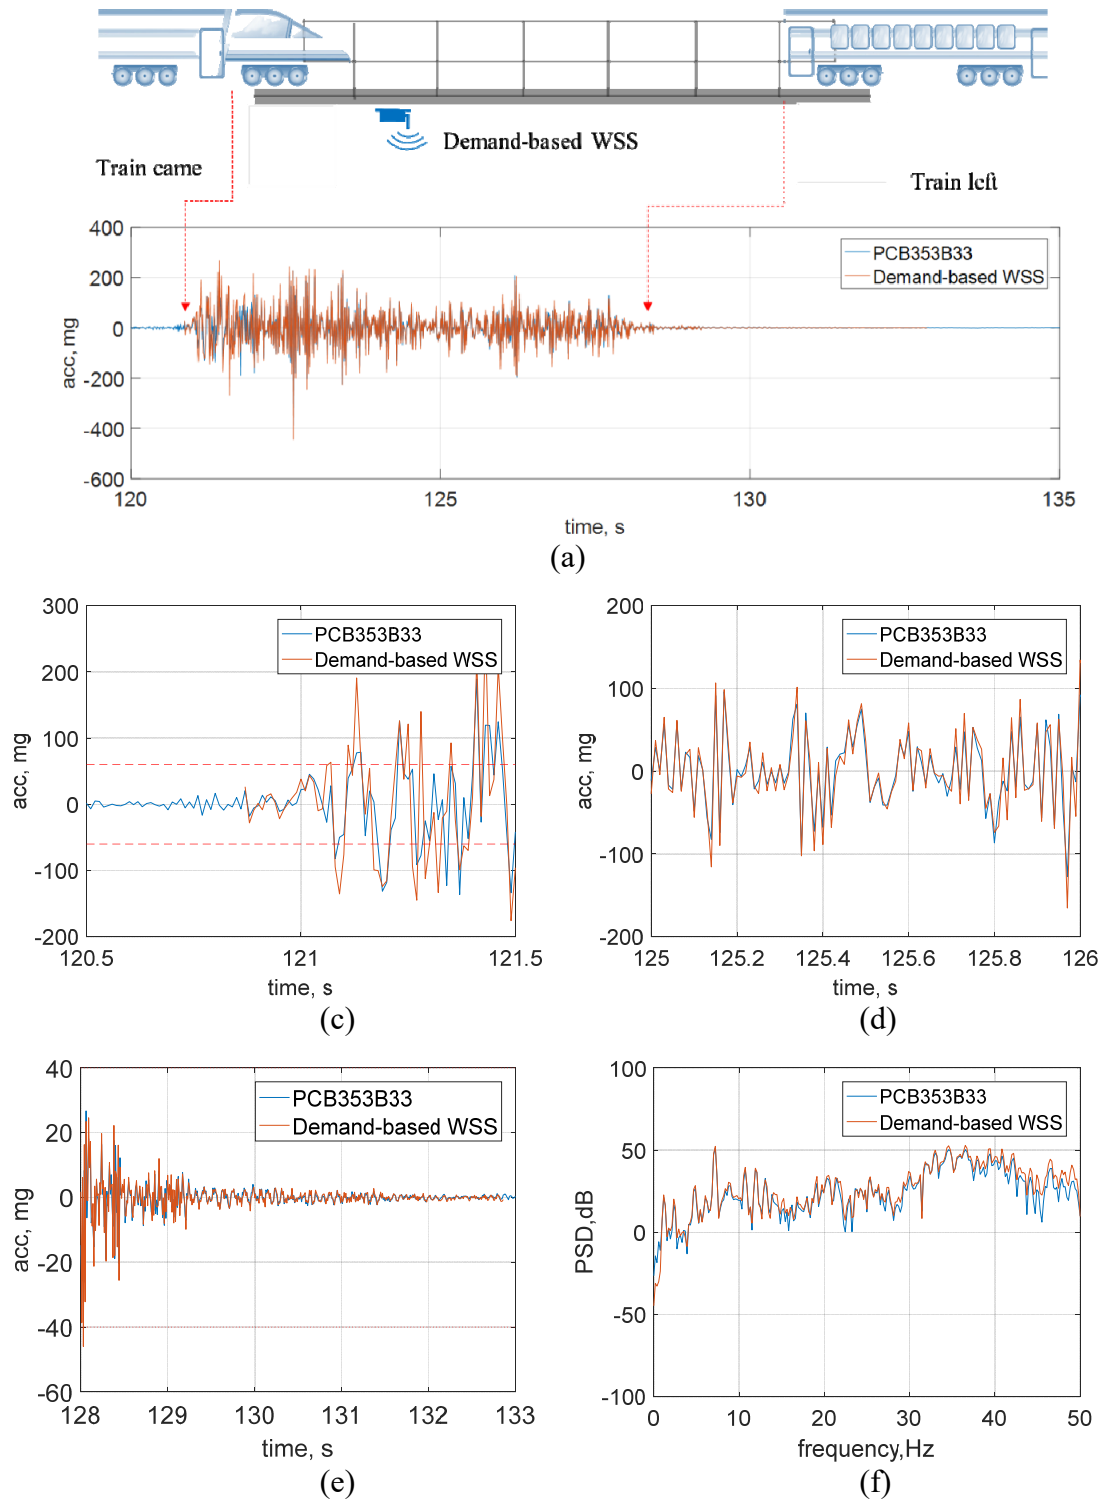 Demand-based WSS
Train came
Train left
400
200
0
-200
-400
-600
acc, mg
PCB353B33
Demand-based WSS
120
125
130
135
time, s
(a)
300
200
100
0
-100
-200
acc, mg
PCB353B33
Demand-based WSS
120.5
121
121.5
time, s
(c)
200
100
0
-100
-200
acc, mg
PCB353B33
Demand-based WSS
125
125.2
125.4
125.6
125.8
126
time, s
(d)
40
20
0
-20
-40
-60
acc, mg
PCB353B33
Demand-based WSS
128
129
130
131
132
133
time, s
(e)
100
50
0
-50
-100
PSD,dB
PCB353B33
Demand-based WSS
0
10
20
30
40
50
frequency,Hz
(f)